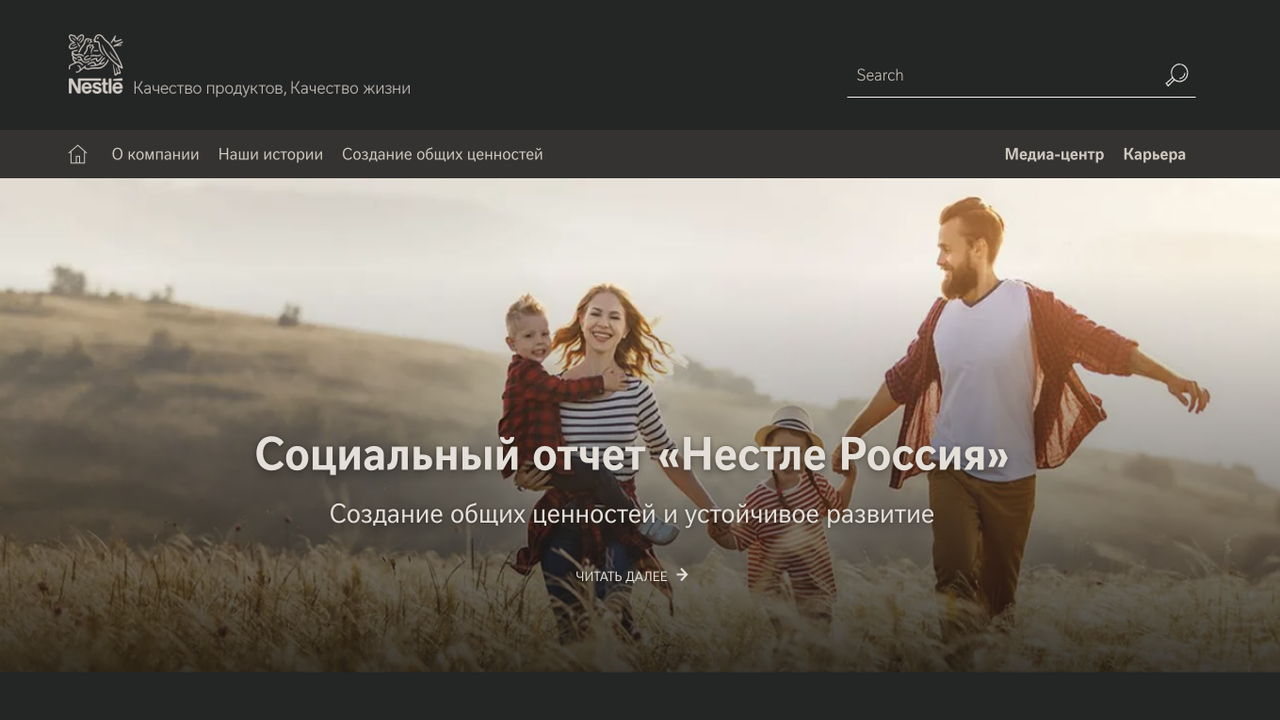 Nestlé
Качество продуктов, Качество жизни
Search
О компании Наши истории Создание общих ценностей Медиа-центр Карьера
Социальный отчет «Нестле Россия»
Создание общих ценностей и устойчивое развитие
ЧИТАТЬ ДАЛЕЕ